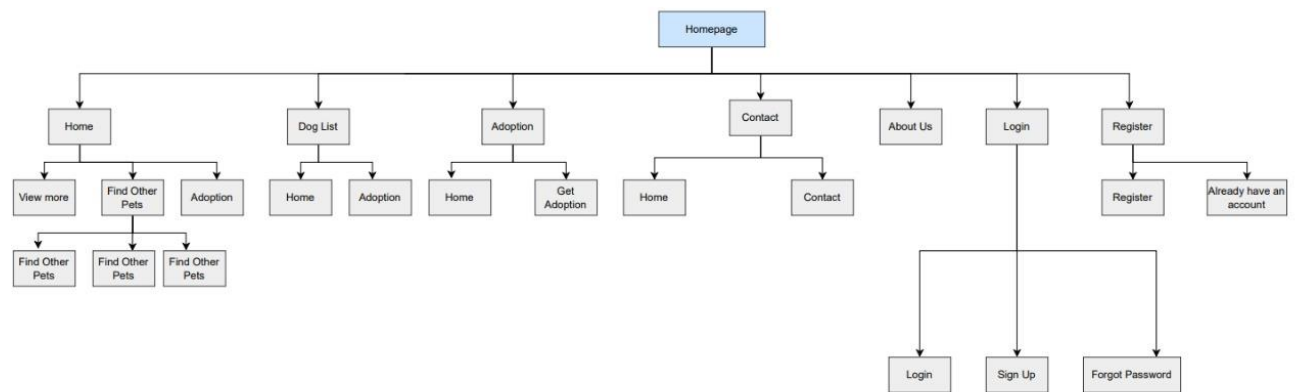 Homepage
Home
Dog List
Adoption
Contact
About Us
Login
Register
View more
Find Other
Pets
Adoption
Home
Adoption
Home
Get
Adoption
Home
Contact
Register
Already have an
account
Find Other
Pets
Find Other
Pets
Find Other
Pets
Login
Sign Up
Forgot Password